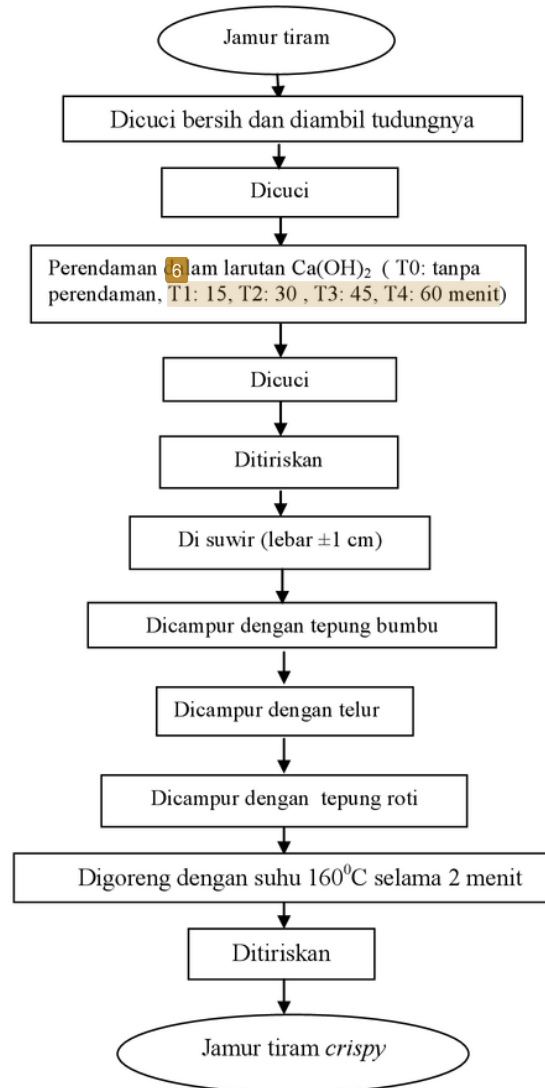 Jamur tiram
Dicuci bersih dan diambil tudungnya
Dicuci
Perendaman dalam larutan Ca(OH)₂ ( T0: tanpa
6
perendaman, T1: 15, T2: 30 , T3: 45, T4: 60 menit)
Dicuci
Ditiriskan
Di suwir (lebar ±1 cm)
Dicampur dengan tepung bumbu
Dicampur dengan telur
Dicampur dengan tepung roti
Digoreng dengan suhu 160⁰C selama 2 menit
Ditiriskan
Jamur tiram crispy